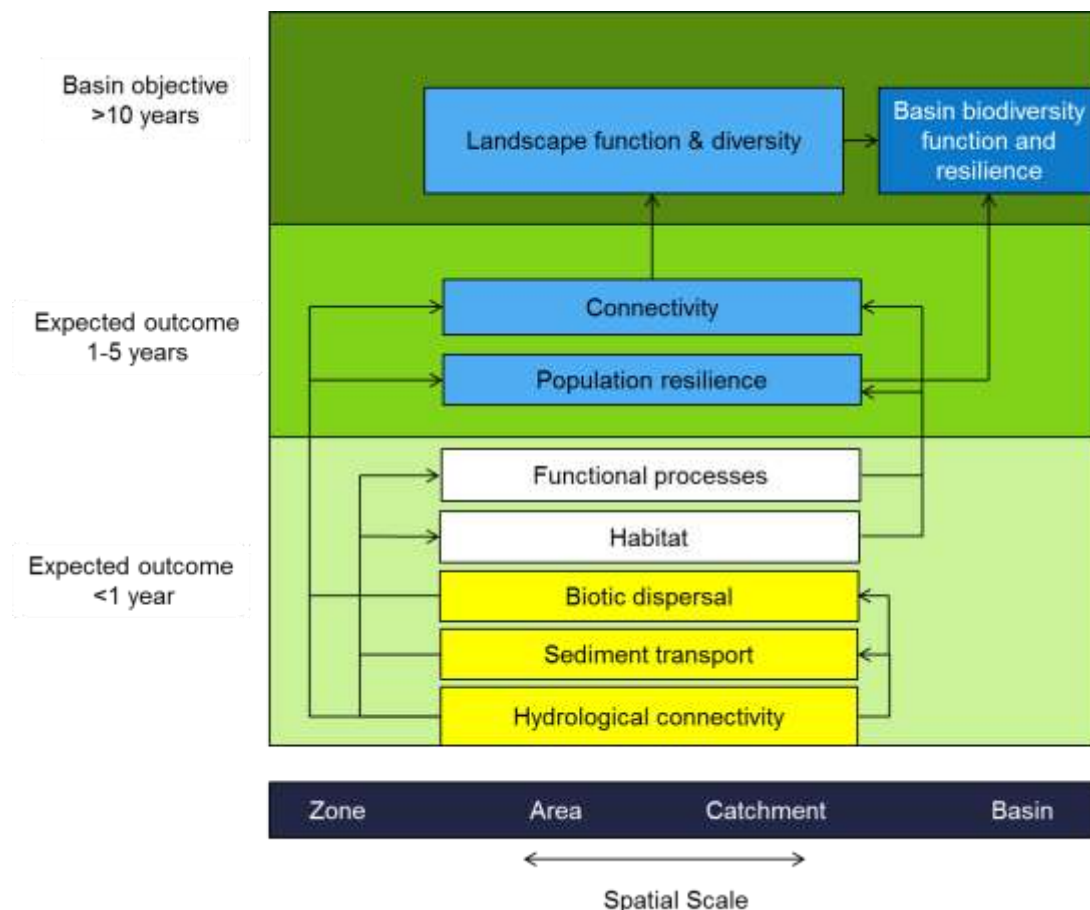 Basin objective
>10 years
Landscape function & diversity
Basin biodiversity
function and
resilience
Expected outcome
1-5 years
Connectivity
Population resilience
Expected outcome
<1 year
Functional processes
Habitat
Biotic dispersal
Sediment transport
Hydrological connectivity
Zone Area Catchment Basin
Spatial Scale